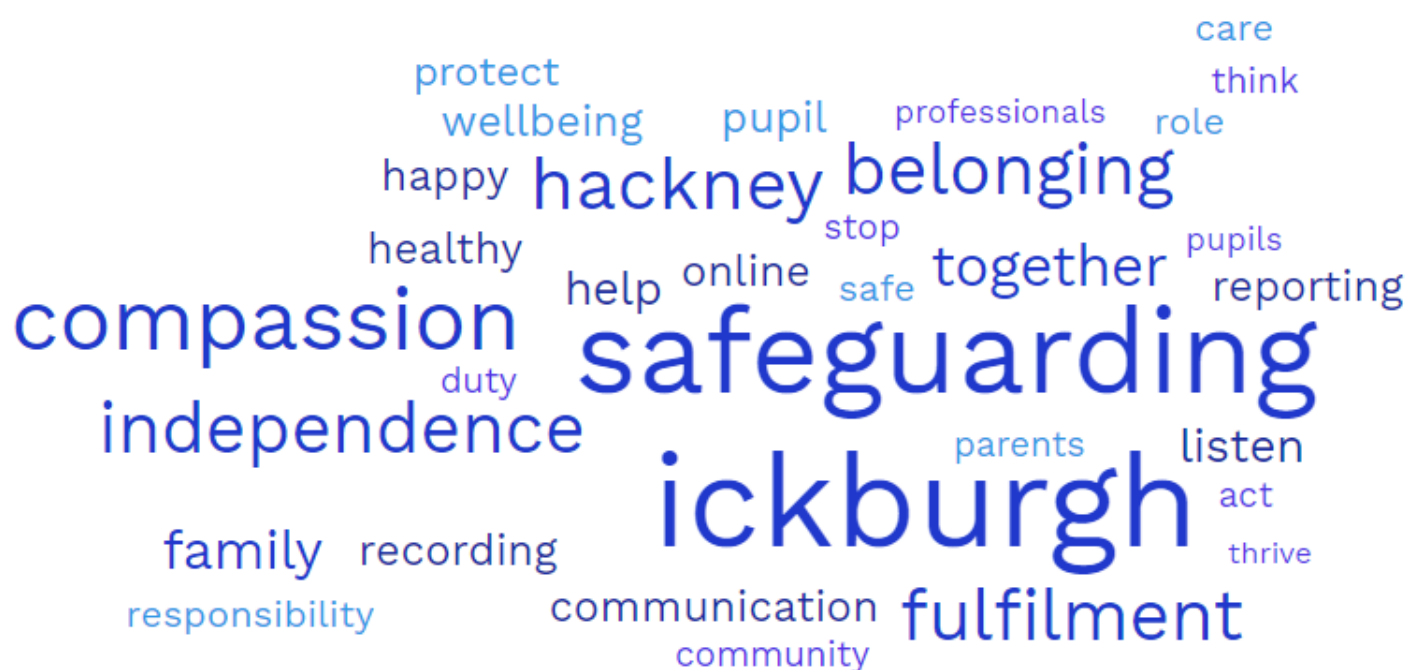 care
protect
think
wellbeing pupil professionals role
happy hackney belonging
stop
healthy help online safe together pupils reporting
compassion safeguarding
duty
independence
parents listen
ickburgh act
family recording thrive
responsibility communication fulfilment
community